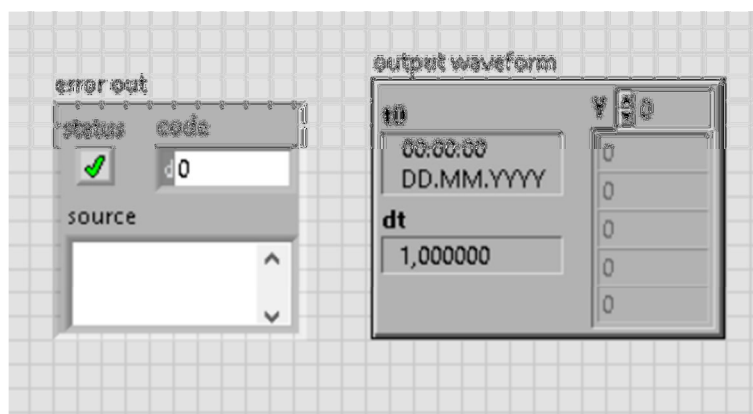 error out
status code
d 0
source
output waveform
t0
00:00:00
DD.MM.YYYY
dt
1,000000
Y 0
0
0
0
0
0